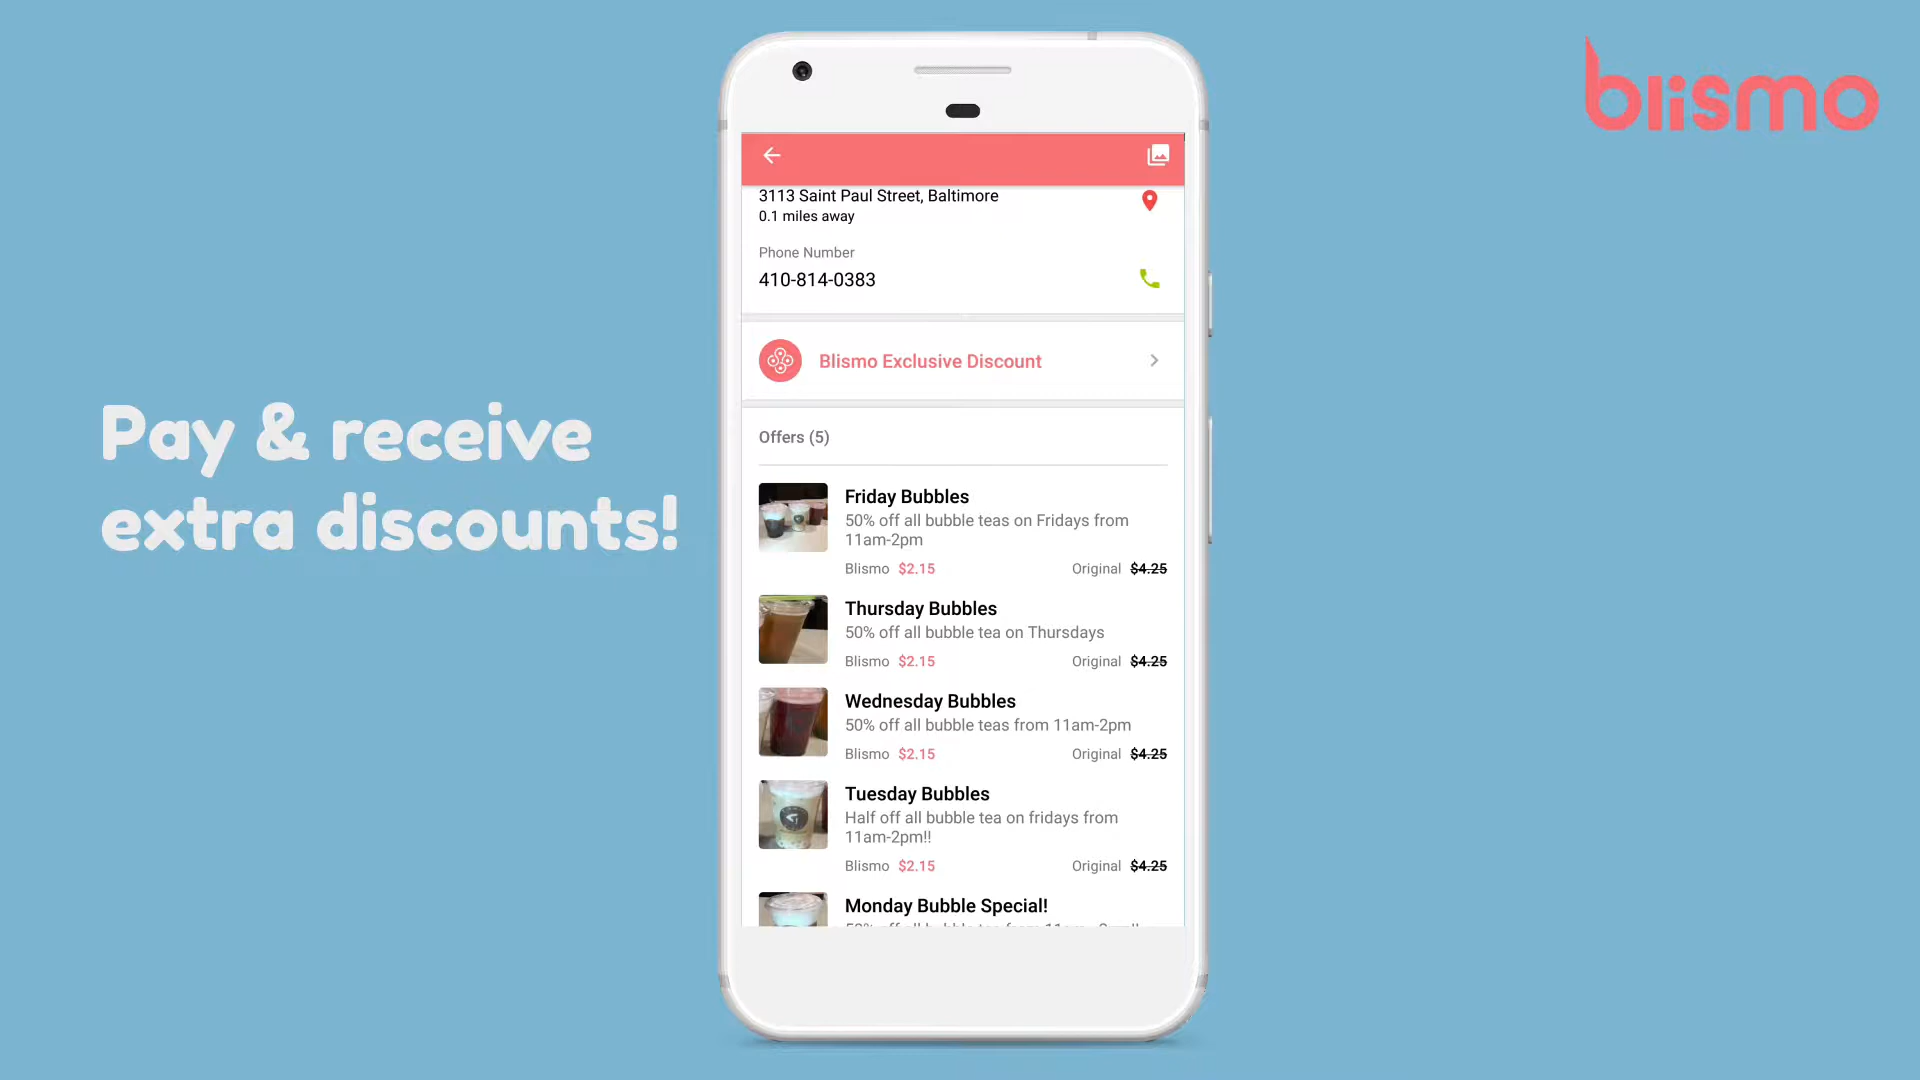 blismo
Pay & receive
extra discounts!
3113 Saint Paul Street, Baltimore
0.1 miles away
Phone Number
410-814-0383
Blismo Exclusive Discount
Offers (5)
Friday Bubbles
50% off all bubble teas on Fridays from
11am-2pm
Blismo $2.15 Original $4.25
Thursday Bubbles
50% off all bubble tea on Thursdays
Blismo $2.15 Original $4.25
Wednesday Bubbles
50% off all bubble teas from 11am-2pm
Blismo $2.15 Original $4.25
Tuesday Bubbles
Half off all bubble tea on fridays from
11am-2pm!!
Blismo $2.15 Original $4.25
Monday Bubble Special!